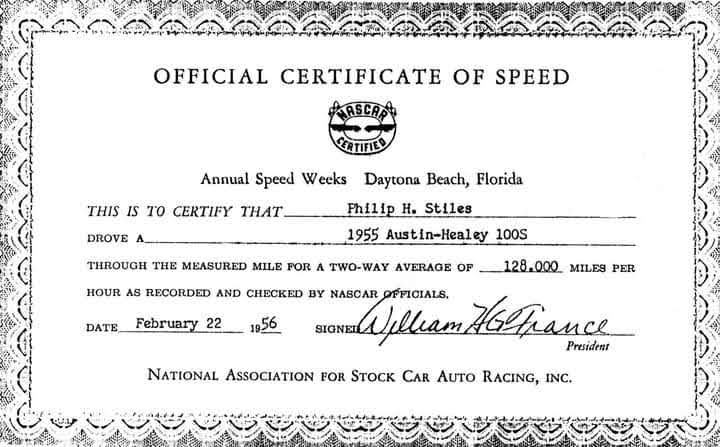 OFFICIAL CERTIFICATE OF SPEED
NASCAR
CERTIFIED
Annual Speed Weeks Daytona Beach, Florida
THIS IS TO CERTIFY THAT Philip H. Stiles
DROVE A 1955 Austin-Healey 100S
THROUGH THE MEASURED MILE FOR A TWO-WAY AVERAGE OF 128.000 MILES PER
HOUR AS RECORDED AND CHECKED BY NASCAR OFFICIALS.
DATE February 22 1956 SIGNED William H G France
President
NATIONAL ASSOCIATION FOR STOCK CAR AUTO RACING, INC.